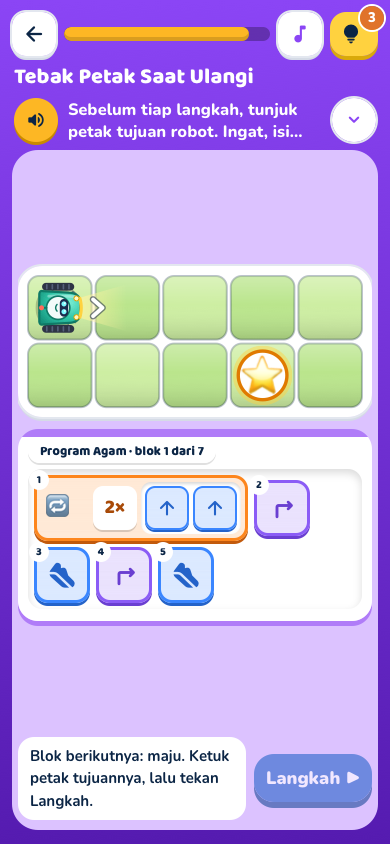 3
Tebak Petak Saat Ulangi
Sebelum tiap langkah, tunjuk
petak tujuan robot. Ingat, isi...
Program Agam · blok 1 dari 7
1
2×
2
3
4
5
Blok berikutnya: maju. Ketuk
petak tujuannya, lalu tekan
Langkah.
Langkah